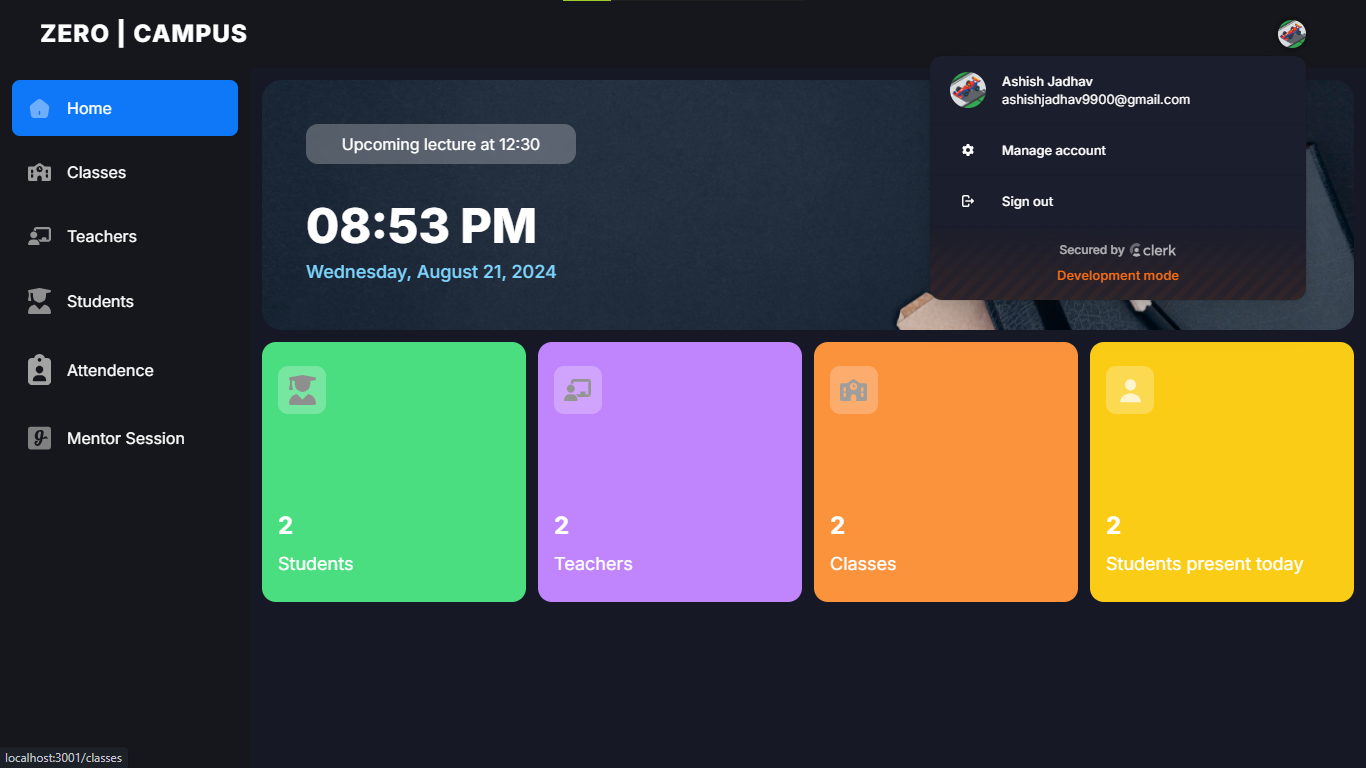 ZERO | CAMPUS
Home
Classes
Teachers
Students
Attendence
Mentor Session
Upcoming lecture at 12:30
08:53 PM
Wednesday, August 21, 2024
Ashish Jadhav
ashishjadhav9900@gmail.com
Manage account
Sign out
Secured by clerk
Development mode
2
Students
2
Teachers
2
Classes
2
Students present today
localhost:3001/classes